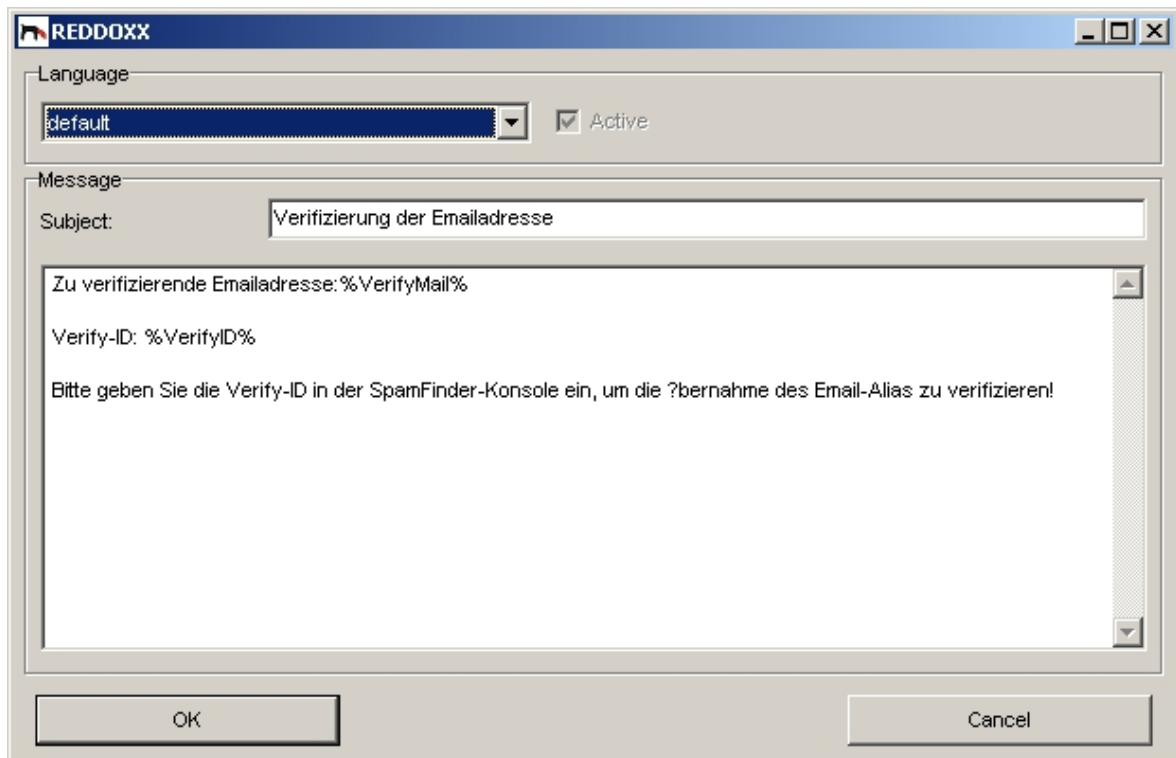 REDDOXX
Language
default
Active
Message
Subject:
Verifizierung der Emailadresse
Zu verifizierende Emailadresse:%VerifyMail%
Verify-ID: %VerifyID%
Bitte geben Sie die Verify-ID in der SpamFinder-Konsole ein, um die ?bernahme des Email-Alias zu verifizieren!
OK
Cancel